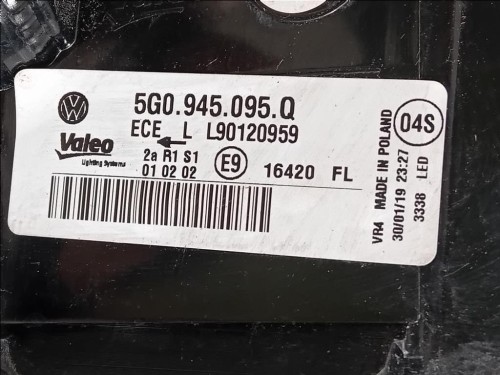 5G0.945.095.Q
ECE L L90120959
VW
Valeo
Lighting Systems
2a R1 S1
01 02 02
E9
16420 FL
04S
VR4 MADE IN POLAND
30/01/19 23:27
3338 LED